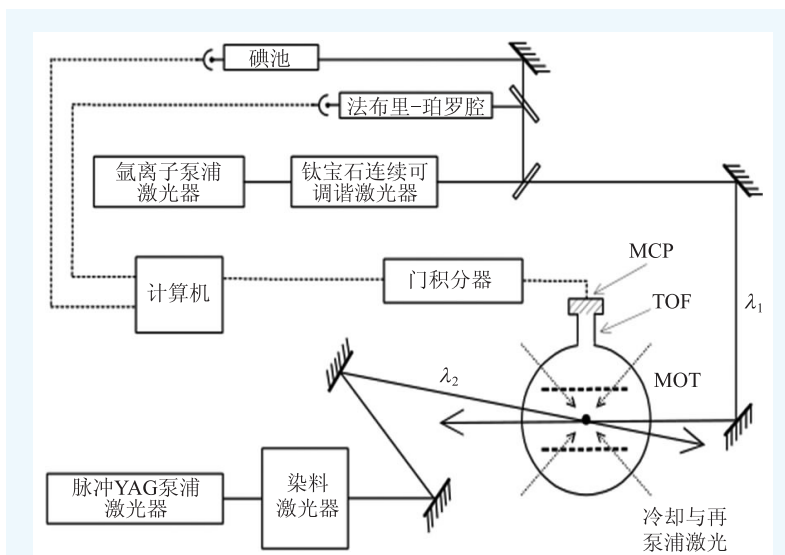 碘池
法布里-珀罗腔
氩离子泵浦
激光器
钛宝石连续可
调谐激光器
计算机
门积分器
MCP
TOF
λ1
λ2
MOT
脉冲YAG泵浦
激光器
染料
激光器
冷却与再
泵浦激光